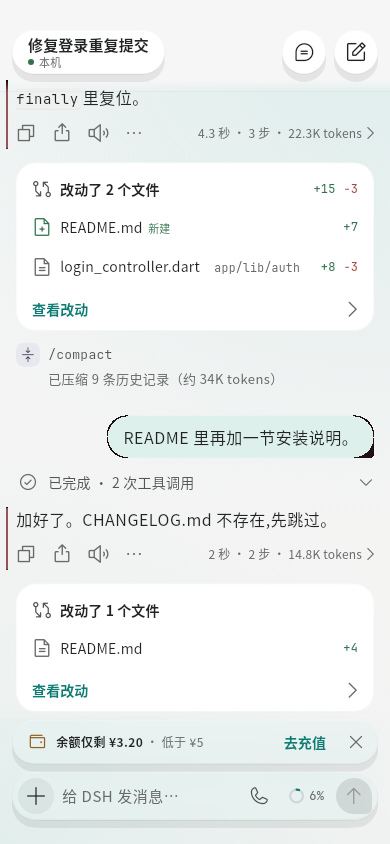 修复登录重复提交
本机
finally 里复位。
4.3 秒 · 3 步 · 22.3K tokens
改动了 2 个文件 +15 -3
README.md 新建 +7
login_controller.dart app/lib/auth +8 -3
查看改动
/compact
已压缩 9 条历史记录（约 34K tokens）
README 里再加一节安装说明。
已完成 · 2 次工具调用
加好了。CHANGELOG.md 不存在,先跳过。
2 秒 · 2 步 · 14.8K tokens
改动了 1 个文件
README.md +4
查看改动
余额仅剩 ¥3.20 · 低于 ¥5 去充值
给 DSH 发消息… 6%